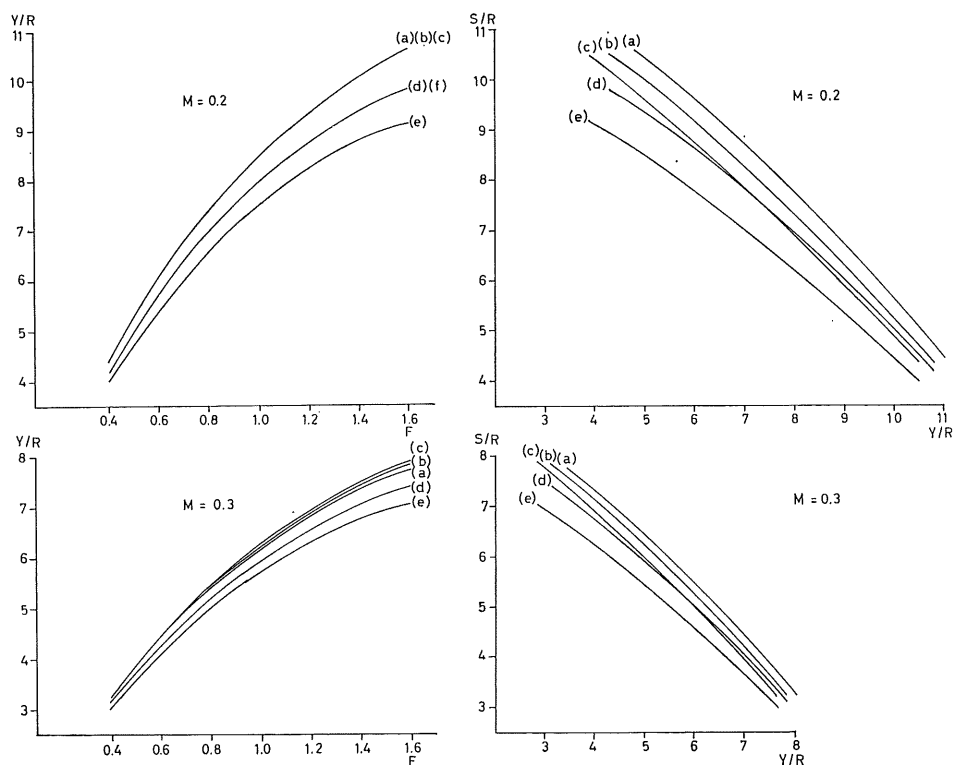 Y/R
11
10
9
8
7
6
5
4
(a)(b)(c)
(d)(f)
(e)
M = 0.2
0.4 0.6 0.8 1.0 1.2 1.4 1.6
F
S/R
11
10
9
8
7
6
5
4
(c)(b)(a)
(d)
(e)
M = 0.2
3 4 5 6 7 8 9 10 11
Y/R
Y/R
8
7
6
5
4
3
(c)
(b)
(a)
(d)
(e)
M = 0.3
0.4 0.6 0.8 1.0 1.2 1.4 1.6
F
S/R
8
7
6
5
4
3
(c)(b)(a)
(d)
(e)
M = 0.3
3 4 5 6 7 8
Y/R